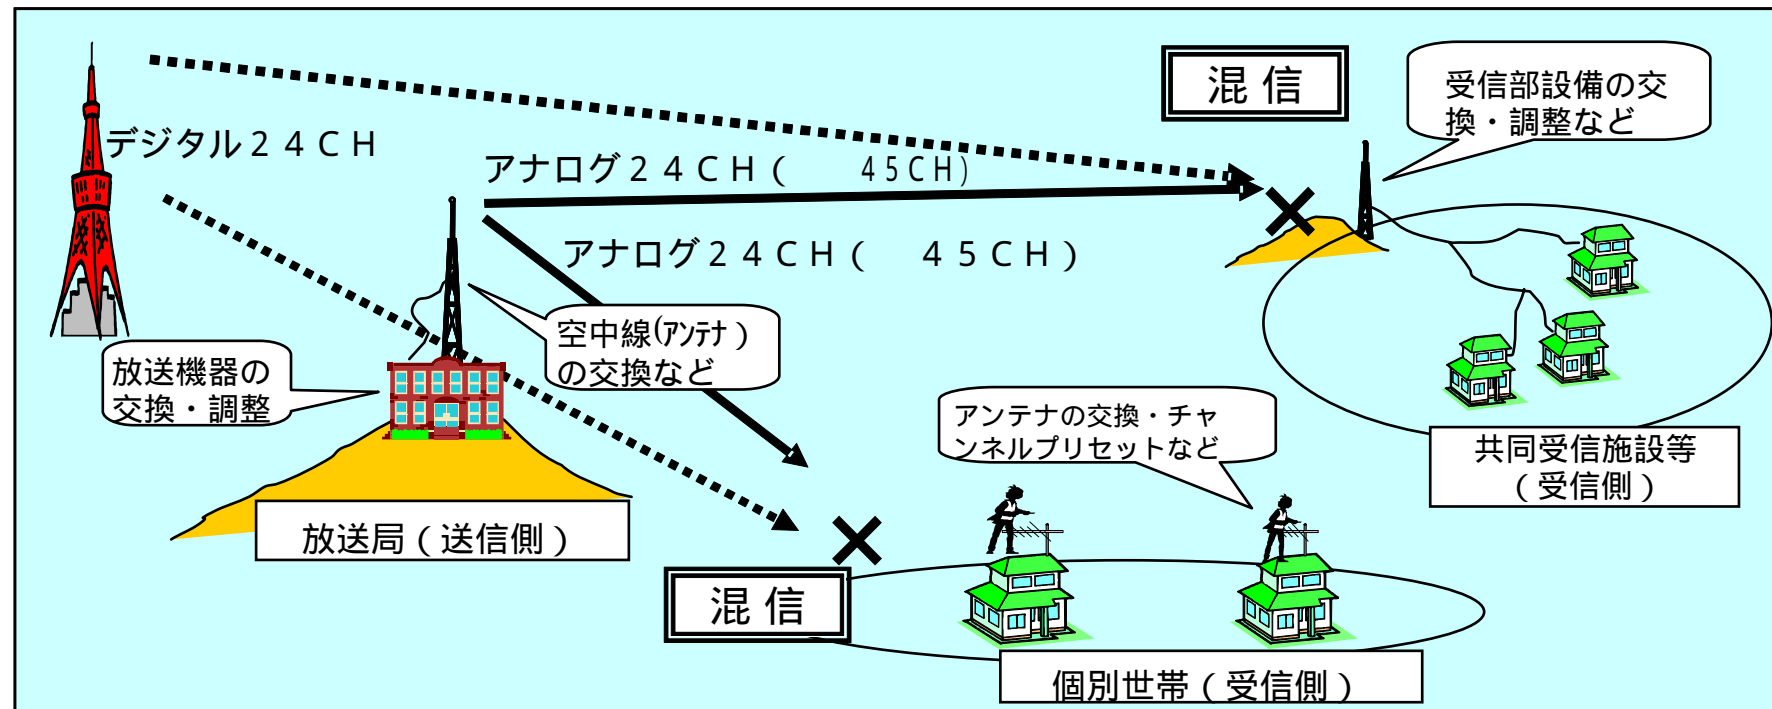 混信
受信部設備の交
換・調整など
デジタル２４ＣＨ
アナログ２４ＣＨ（　　４５ＣＨ）
アナログ２４ＣＨ（　　４５ＣＨ）
空中線(ｱﾝﾃﾅ）
の交換など
放送機器の
交換・調整
アンテナの交換・チャ
ンネルプリセットなど
共同受信施設等
（受信側）
放送局（送信側）
混信
個別世帯（受信側）